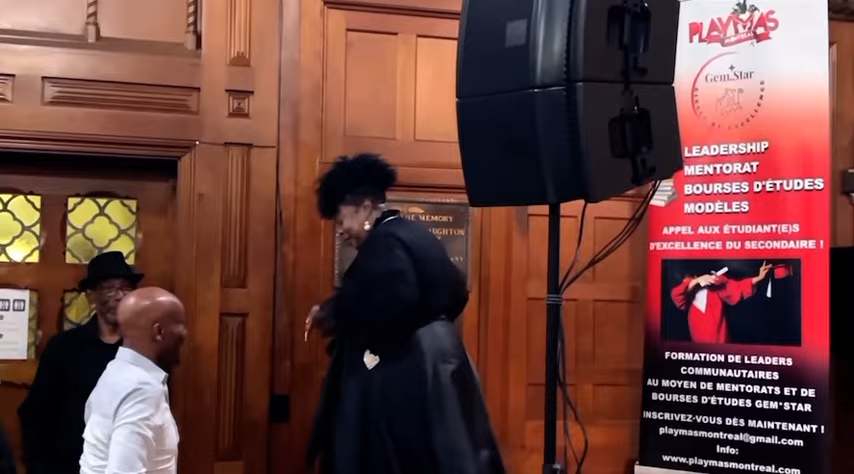 PLAYMAS
Gem Star
LEADERSHIP
MENTORAT
BOURSES D'ÉTUDES
MODÈLES
APPEL AUX ÉTUDIANT(E)S
D'EXCELLENCE DU SECONDAIRE !
FORMATION DE LEADERS
COMMUNAUTAIRES
AU MOYEN DE MENTORATS ET DE
BOURSES D'ÉTUDES GEM*STAR
INSCRIVEZ-VOUS DÈS MAINTENANT !
playmasmontreal@gmail.com
Info:
www.playmasmontreal.com
THE MEMORY